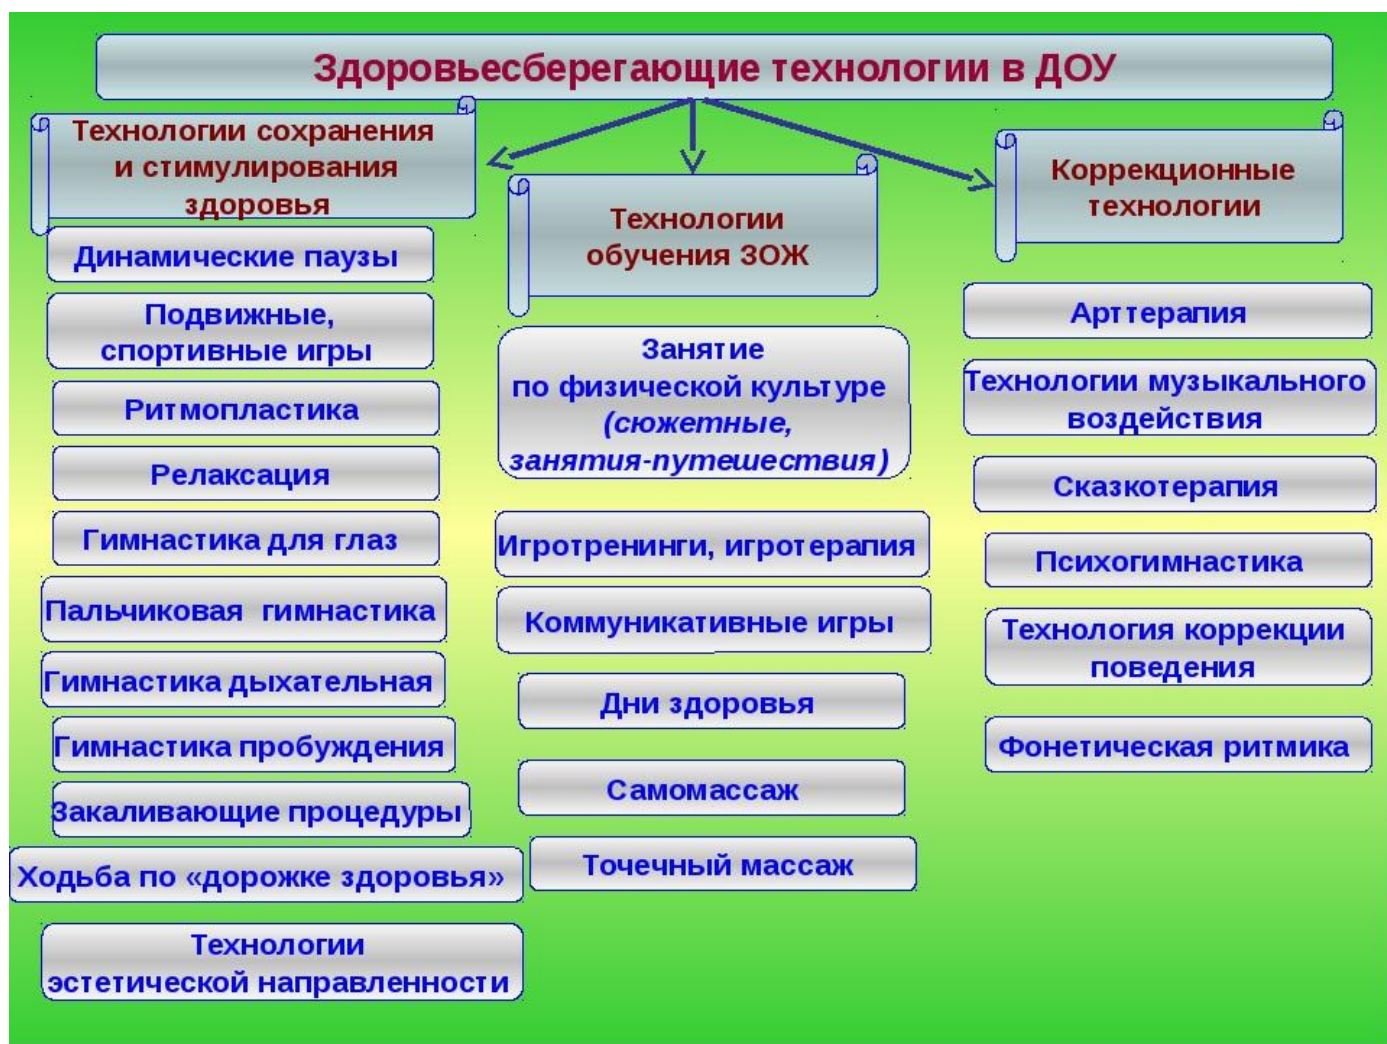 Здоровьесберегающие технологии в ДОУ
Технологии сохранения
и стимулирования
здоровья
Динамические паузы
Подвижные,
спортивные игры
Ритмопластика
Релаксация
Гимнастика для глаз
Пальчиковая гимнастика
Гимнастика дыхательная
Гимнастика пробуждения
Закаливающие процедуры
Ходьба по «дорожке здоровья»
Технологии
эстетической направленности
Технологии
обучения ЗОЖ
Занятие
по физической культуре
(сюжетные,
занятия-путешествия)
Игротренинги, игротерапия
Коммуникативные игры
Дни здоровья
Самомассаж
Точечный массаж
Коррекционные
технологии
Арттерапия
Технологии музыкального
воздействия
Сказкотерапия
Психогимнастика
Технология коррекции
поведения
Фонетическая ритмика